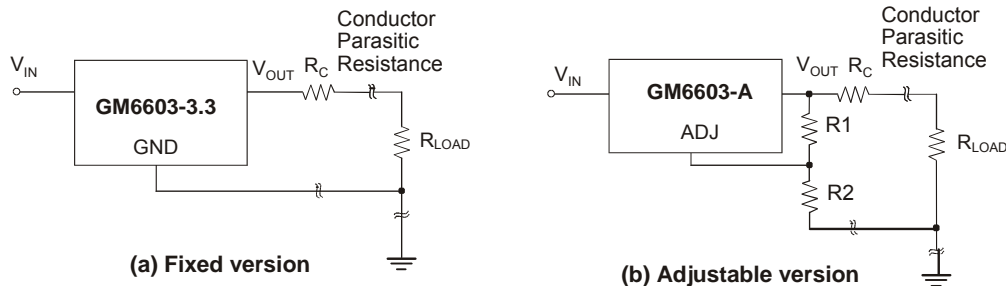 Conductor
Parasitic
Resistance
V_IN
V_OUT
R_C
GM6603-3.3
GND
R_LOAD
(a) Fixed version
Conductor
Parasitic
Resistance
V_IN
V_OUT
R_C
GM6603-A
ADJ
R1
R_LOAD
R2
(b) Adjustable version